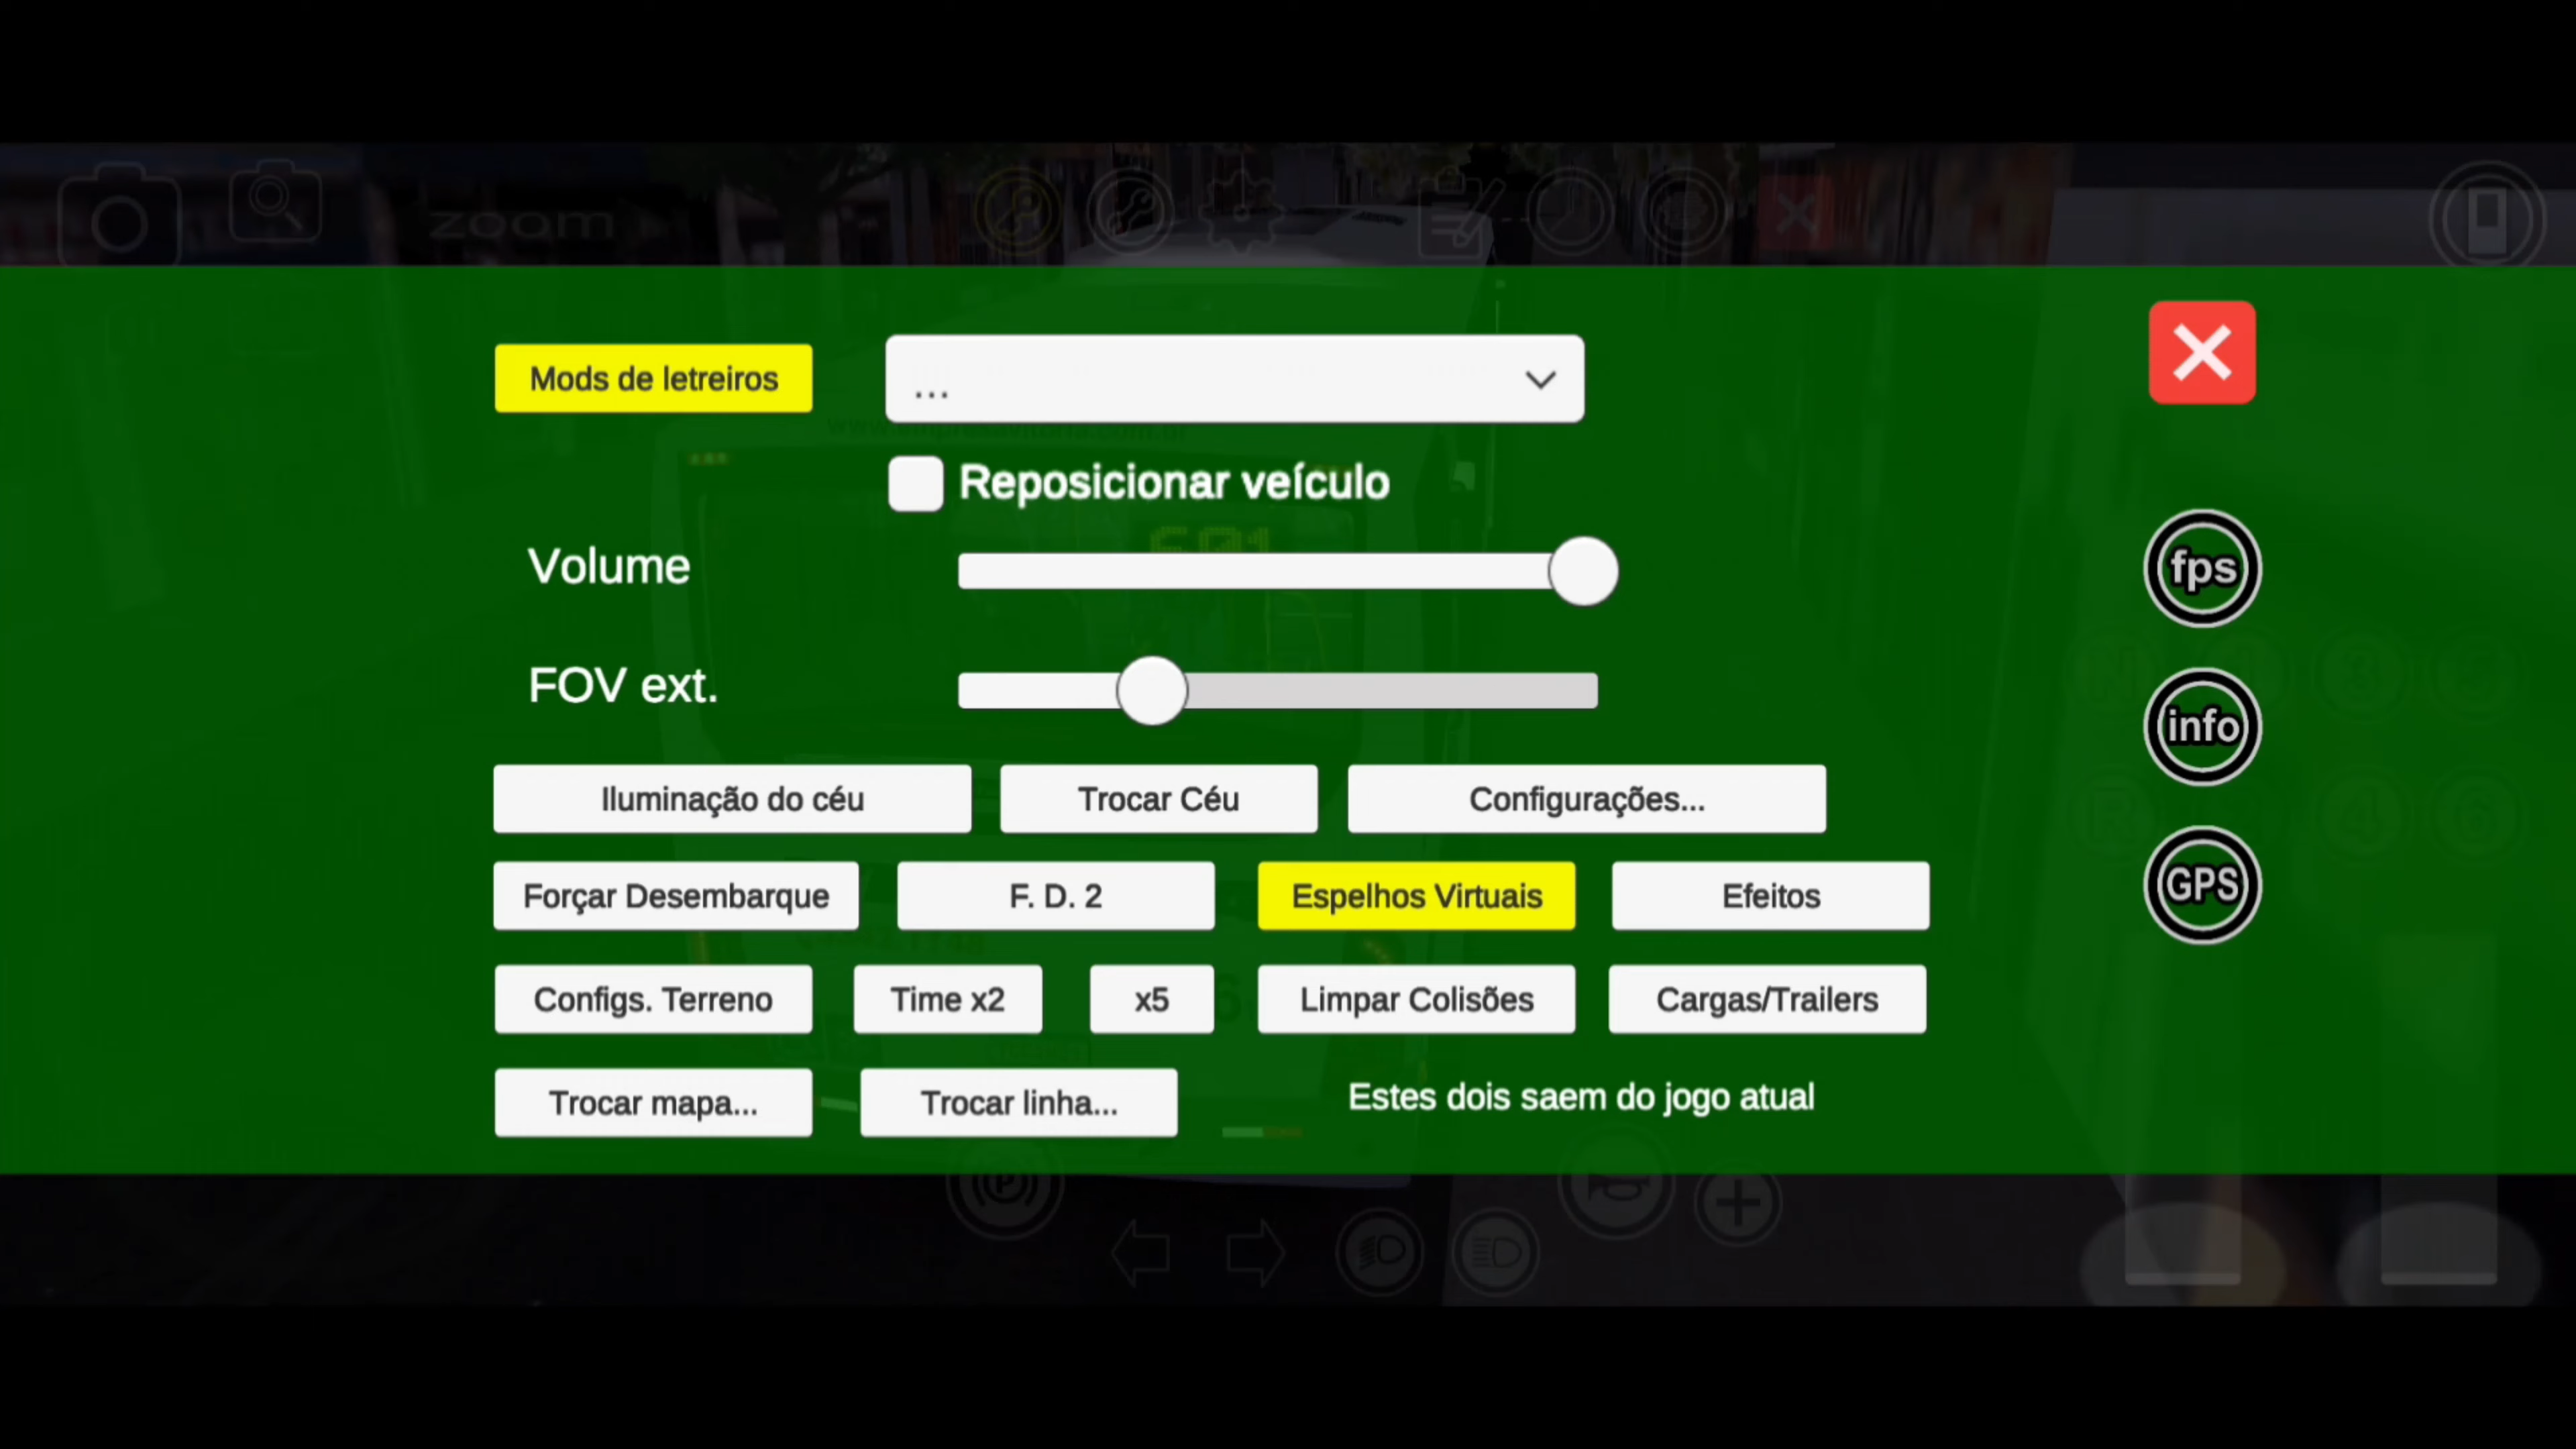 zoom
Mods de letreiros
...
Reposicionar veículo
Volume
fps
FOV ext.
info
Iluminação do céu
Trocar Céu
Configurações...
Forçar Desembarque
F. D. 2
Espelhos Virtuais
Efeitos
GPS
Configs. Terreno
Time x2
x5
Limpar Colisões
Cargas/Trailers
Trocar mapa...
Trocar linha...
Estes dois saem do jogo atual